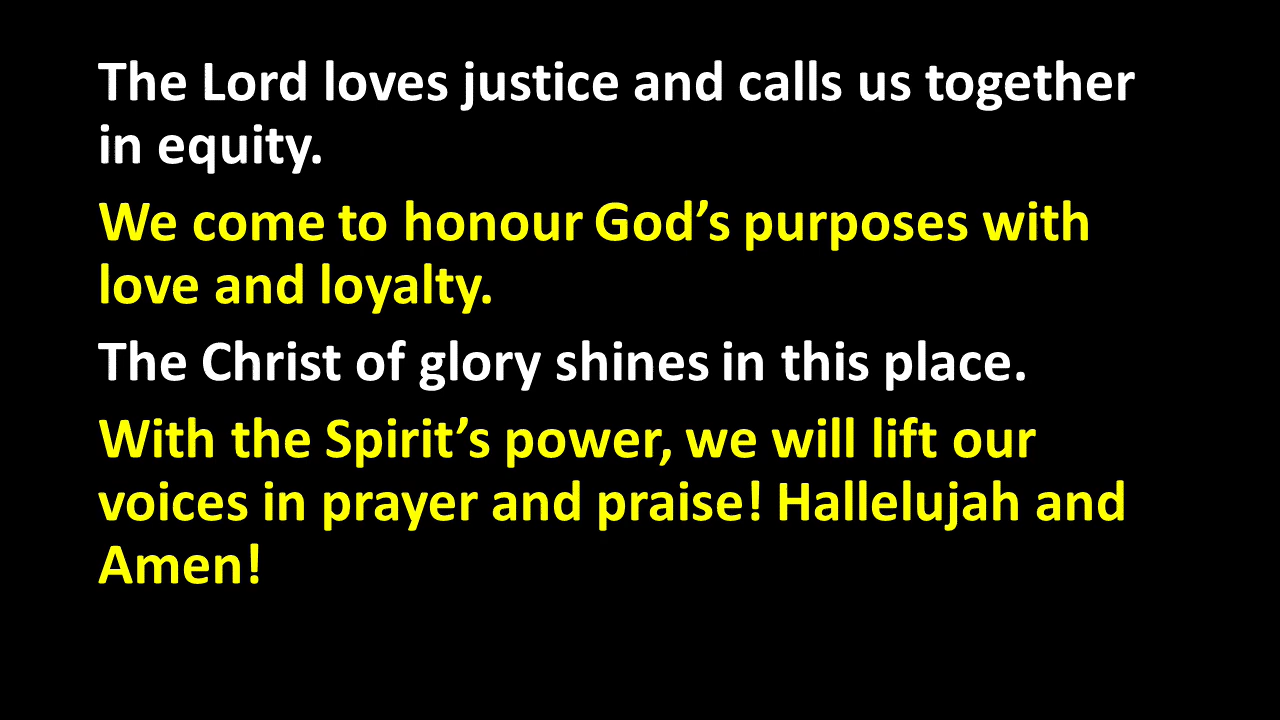 The Lord loves justice and calls us together
in equity.
We come to honour God’s purposes with
love and loyalty.
The Christ of glory shines in this place.
With the Spirit’s power, we will lift our
voices in prayer and praise! Hallelujah and
Amen!